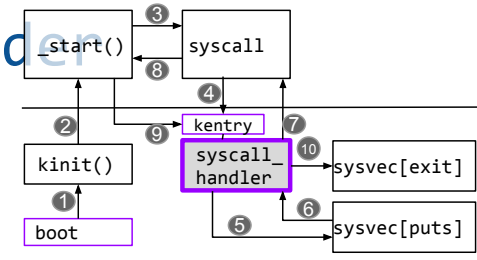 der
_start()
3
syscall
8
4
2
9
kentry
7
kinit()
syscall_
handler
10
sysvec[exit]
1
6
boot
5
sysvec[puts]